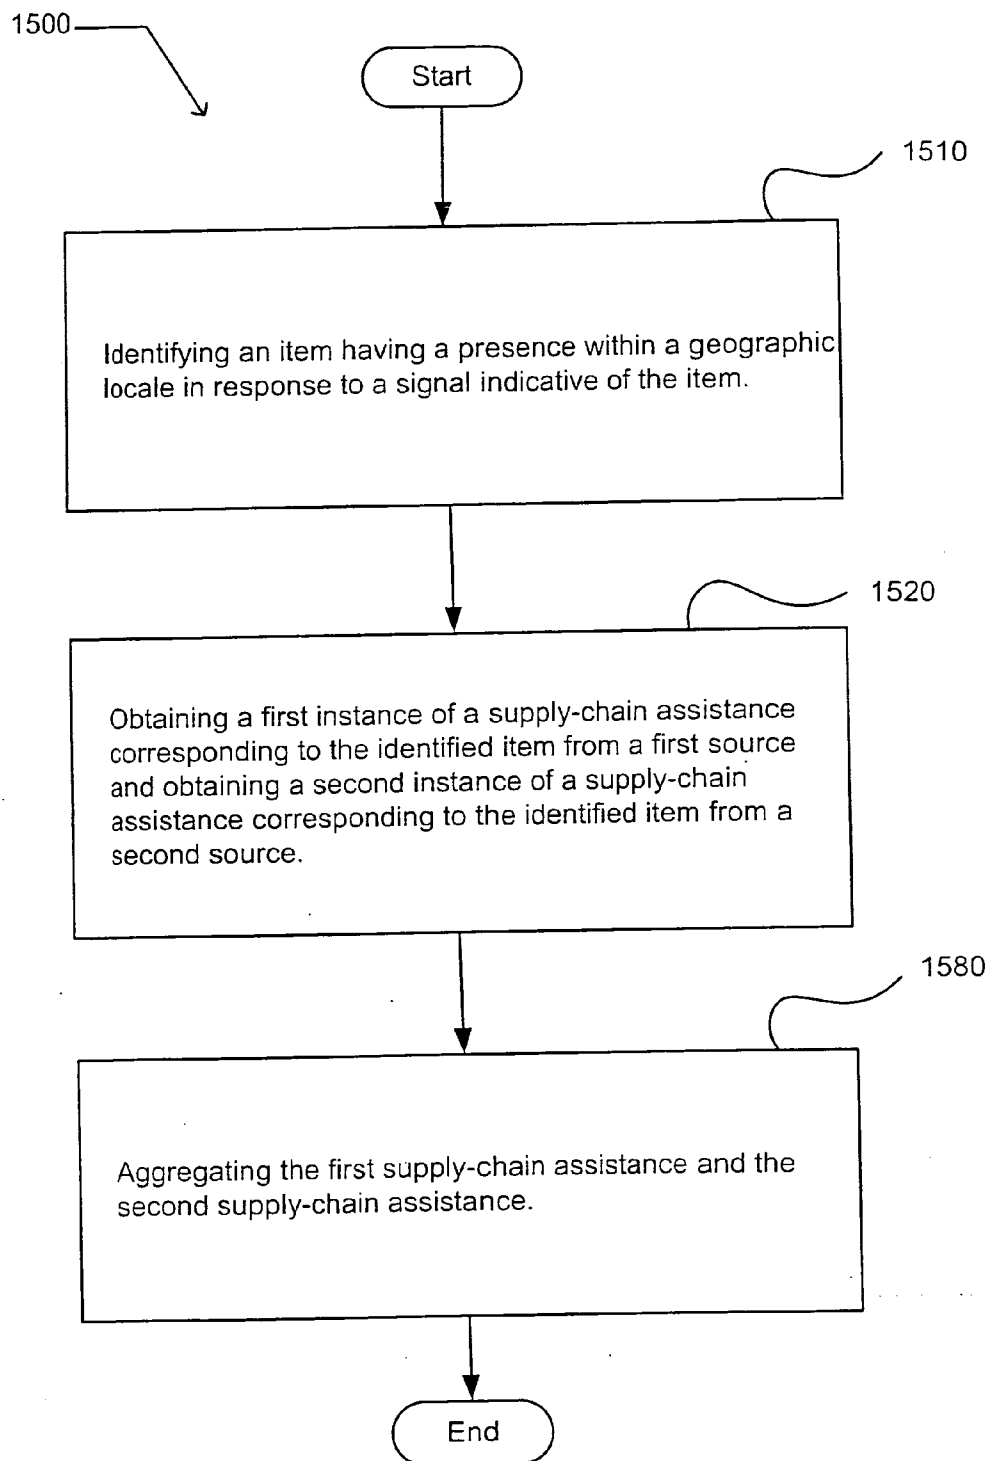 1500
Start
1510
Identifying an item having a presence within a geographic
locale in response to a signal indicative of the item.
1520
Obtaining a first instance of a supply-chain assistance
corresponding to the identified item from a first source
and obtaining a second instance of a supply-chain
assistance corresponding to the identified item from a
second source.
1580
Aggregating the first supply-chain assistance and the
second supply-chain assistance.
End